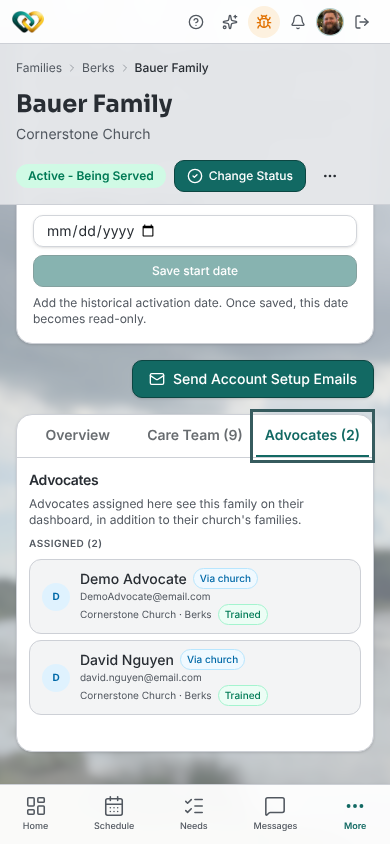 Families > Berks > Bauer Family
Bauer Family
Cornerstone Church
Active - Being Served
Change Status
mm/dd/yyyy
Save start date
Add the historical activation date. Once saved, this date
becomes read-only.
Send Account Setup Emails
Overview
Care Team (9)
Advocates (2)
Advocates
Advocates assigned here see this family on their
dashboard, in addition to their church's families.
ASSIGNED (2)
D
Demo Advocate Via church
DemoAdvocate@email.com
Cornerstone Church · Berks Trained
D
David Nguyen Via church
david.nguyen@email.com
Cornerstone Church · Berks Trained
Home
Schedule
Needs
Messages
More